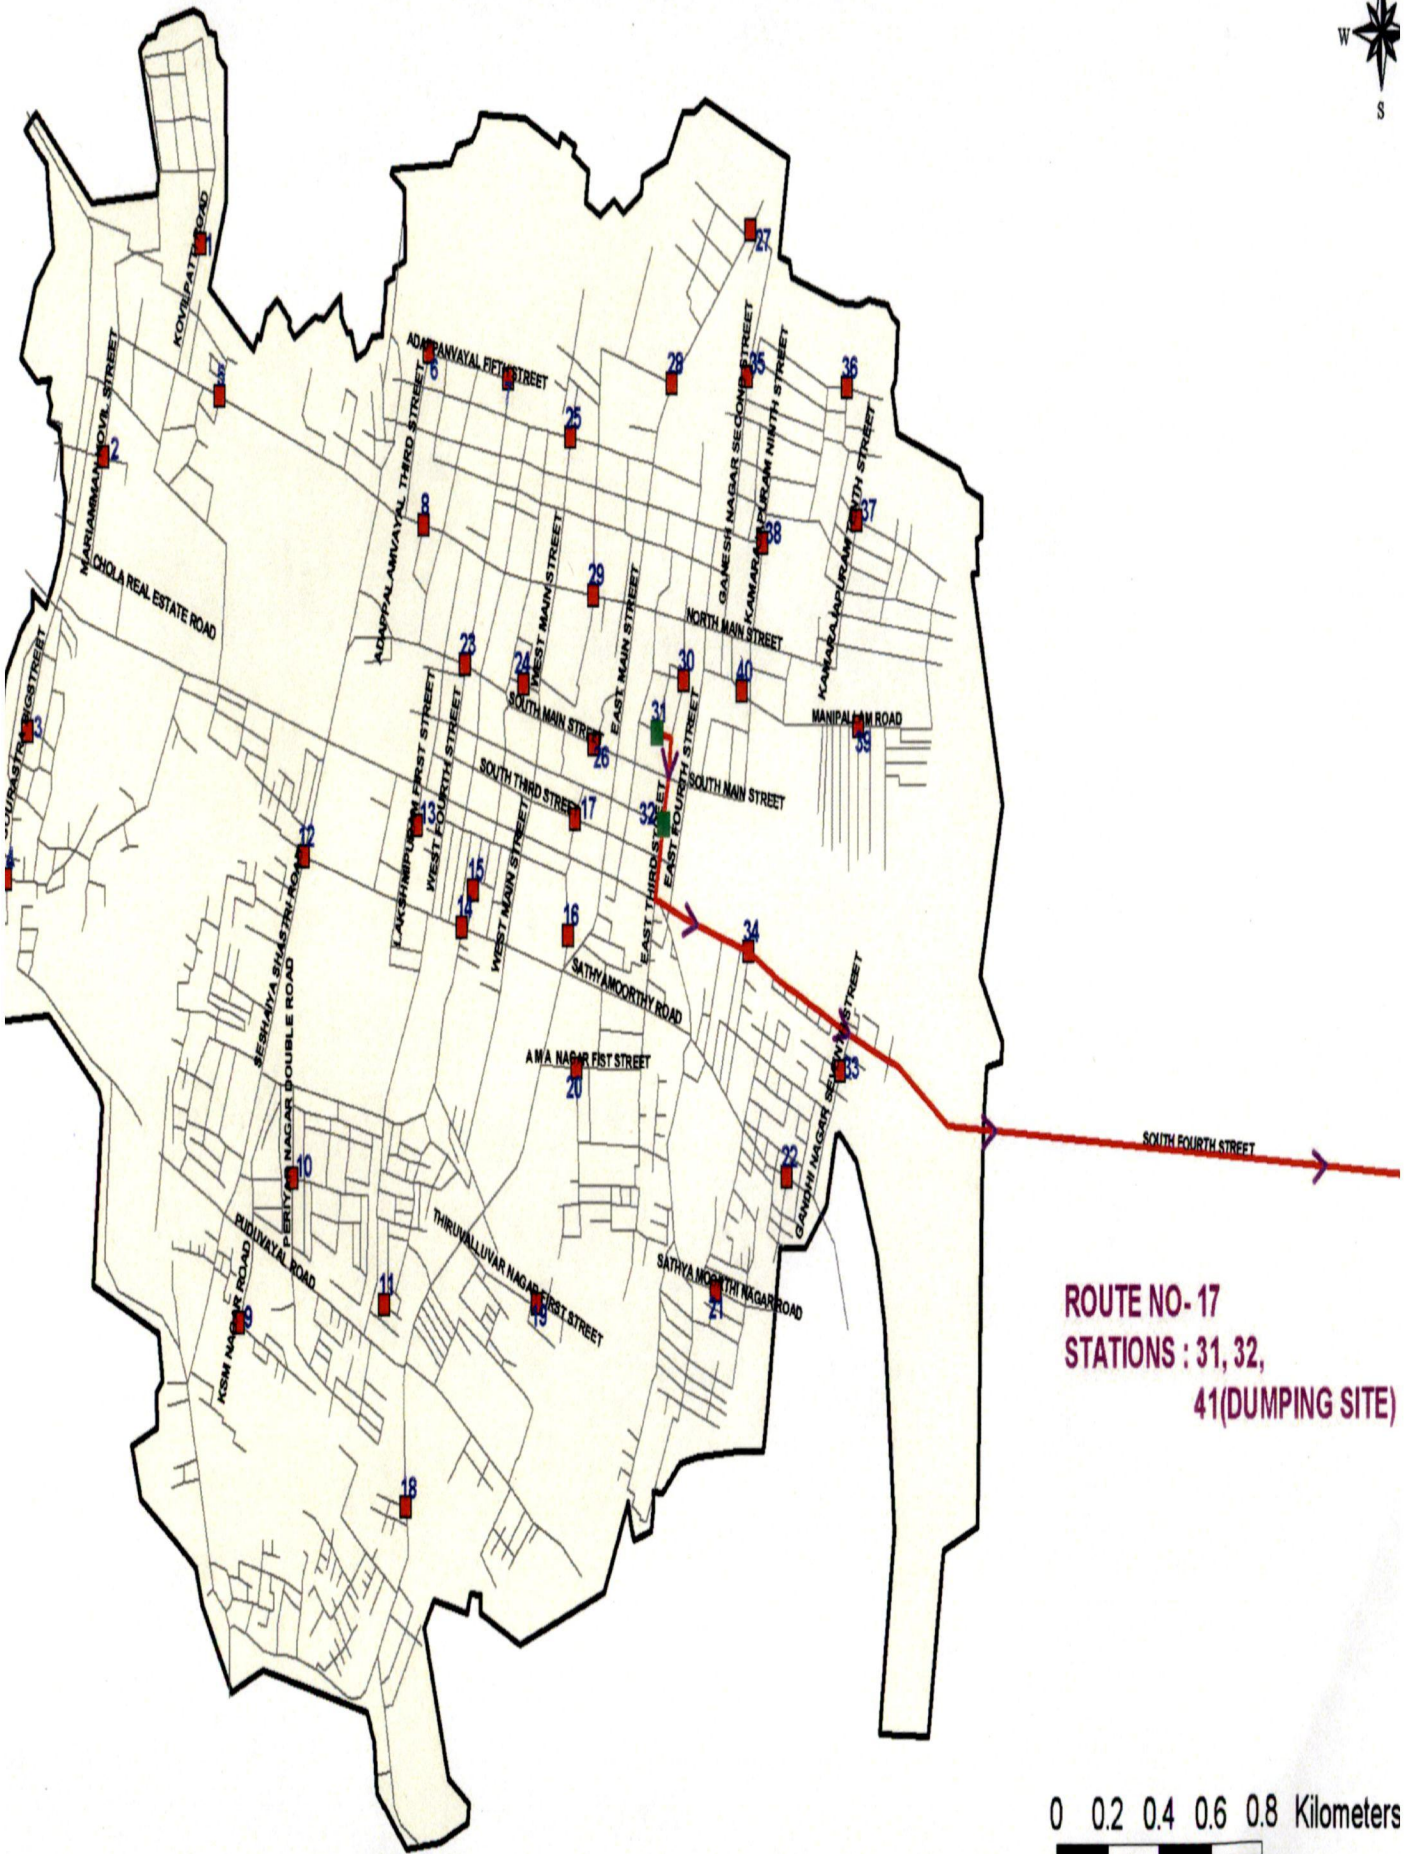 W
S
KOVILPATTI ROAD
1
27
ADAPPANVAYAL FIFTH STREET
6
7
28
35
36
MARIAMMAN KOVIL STREET
2
ADAPPALAMVAYAL THIRD STREET
25
GANESH NAGAR SECOND STREET
KAMARAJAPURAM NINTH STREET
8
37
38
CHOLA REAL ESTATE ROAD
WEST MAIN STREET
29
EAST MAIN STREET
NORTH MAIN STREET
23
24
30
40
31
SOUTH MAIN STREET
MANIPALLAM ROAD
39
3
26
LAKSHMIPURAM FIRST STREET
WEST FOURTH STREET
SOUTH THIRD STREET
SOUTH MAIN STREET
13
17
32
12
EAST THIRD STREET
EAST FOURTH STREET
15
14
WEST MAIN STREET
16
34
SESHAIYA SHASTRI ROAD
SATHYAMOORTHY ROAD
PERIYAR NAGAR DOUBLE ROAD
A M A NAGAR FIST STREET
20
33
GANDHI NAGAR SEVENTH STREET
SOUTH FOURTH STREET
10
22
PUDUVAYAL ROAD
THIRUVALLUVAR NAGAR FIRST STREET
SATHYA MOORTHI NAGAR ROAD
11
19
21
KSM NAGAR ROAD
9
ROUTE NO- 17
STATIONS : 31, 32,
41(DUMPING SITE)
18
0 0.2 0.4 0.6 0.8 Kilometers